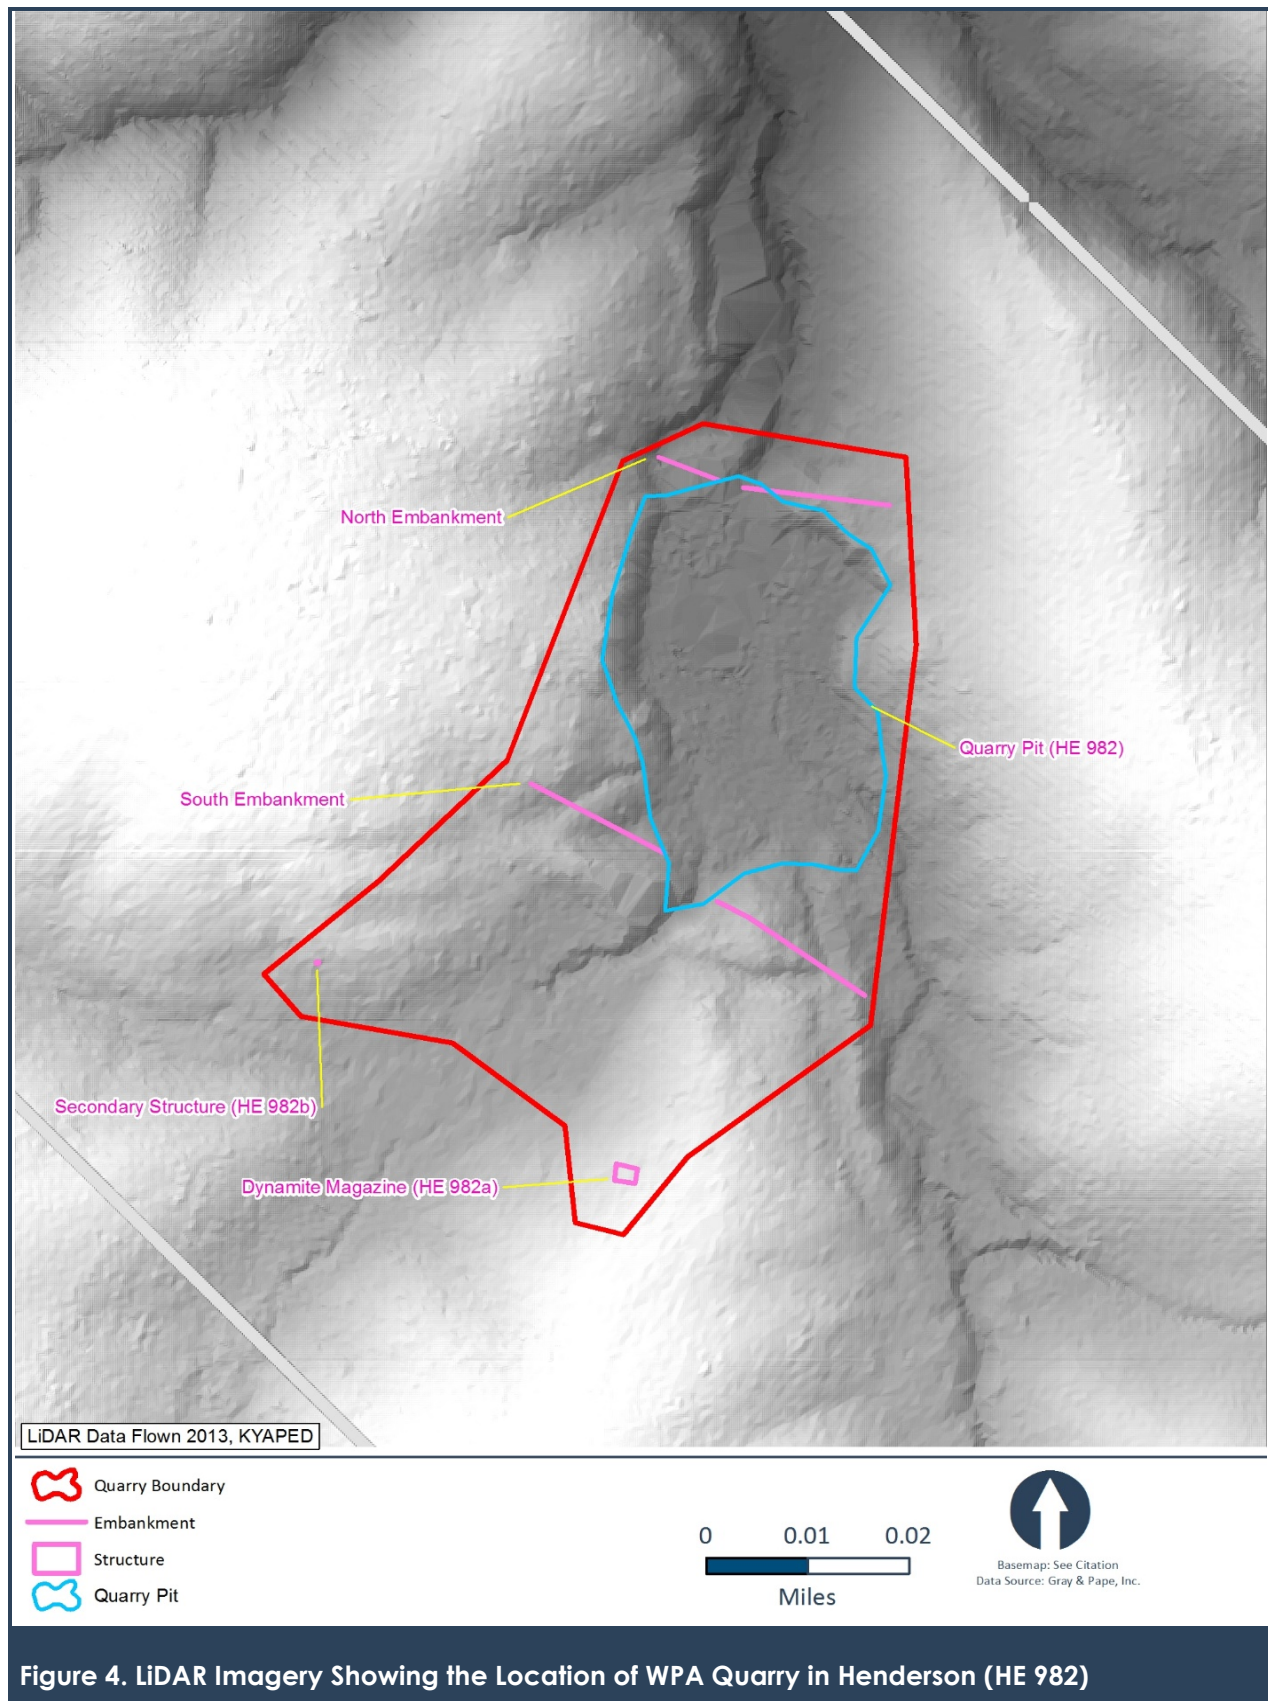 North Embankment
Quarry Pit (HE 982)
South Embankment
Secondary Structure (HE 982b)
Dynamite Magazine (HE 982a)
LiDAR Data Flown 2013, KYAPED
Quarry Boundary
Embankment
Structure
Quarry Pit
0 0.01 0.02
Miles
Basemap: See Citation
Data Source: Gray & Pape, Inc.
Figure 4. LiDAR Imagery Showing the Location of WPA Quarry in Henderson (HE 982)